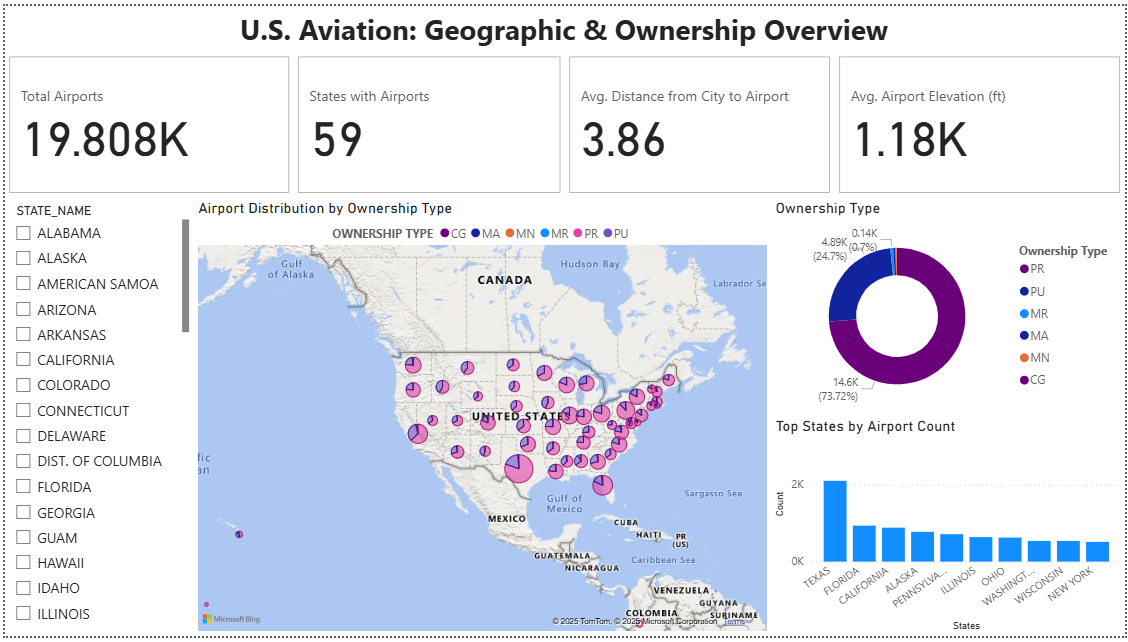 U.S. Aviation: Geographic & Ownership Overview
Total Airports
19.808K
States with Airports
59
Avg. Distance from City to Airport
3.86
Avg. Airport Elevation (ft)
1.18K
STATE_NAME
ALABAMA
ALASKA
AMERICAN SAMOA
ARIZONA
ARKANSAS
CALIFORNIA
COLORADO
CONNECTICUT
DELAWARE
DIST. OF COLUMBIA
FLORIDA
GEORGIA
GUAM
HAWAII
IDAHO
ILLINOIS
Airport Distribution by Ownership Type
OWNERSHIP TYPE CG MA MN MR PR PU
Gulf
of Alaska
CANADA
Hudson Bay
Labrador Se
UNITED STATES
fic
an
Gulf of
Mexico
Sargasso Sea
MEXICO
CUBA
HAITI
PR
(US)
GUATEMALA
Caribbean Sea
NICARAGUA
VENEZUELA
GUYANA
COLOMBIA
SURINAME
Microsoft Bing
© 2025 TomTom, © 2025 Microsoft Corporation Terms
Ownership Type
0.14K
(0.7%)
4.89K
(24.7%)
14.6K
(73.72%)
Ownership Type
PR
PU
MR
MA
MN
CG
Top States by Airport Count
Count
2K
0K
TEXAS
FLORIDA
CALIFORNIA
ALASKA
PENNSYLVA...
ILLINOIS
OHIO
WASHINGT...
WISCONSIN
NEW YORK
States